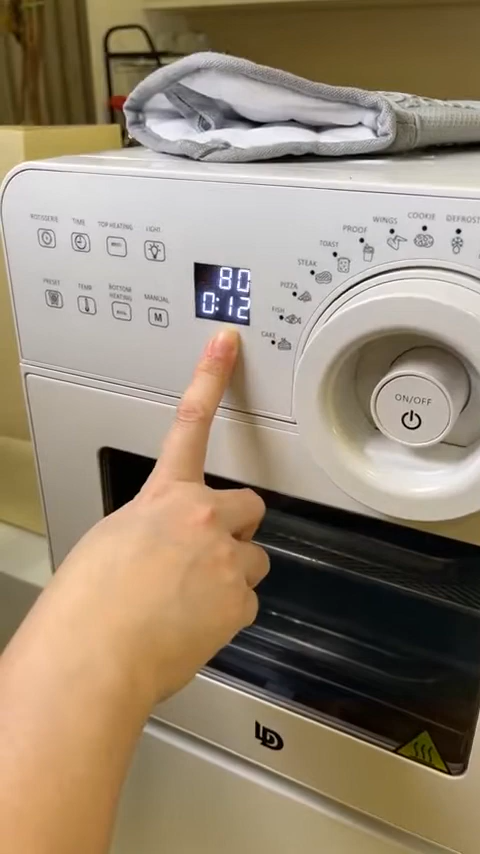 ROTISSERIE TIME TOP HEATING LIGHT
PRESET TEMP BOTTOM HEATING MANUAL
M
80
0:12
CAKE
FISH
PIZZA
STEAK
TOAST
PROOF
WINGS
COOKIE
DEFROST
ON/OFF